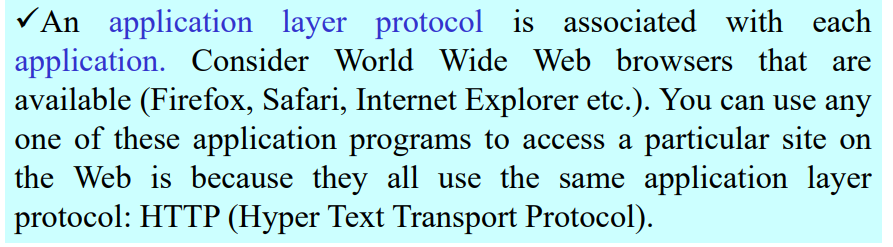 ✓An application layer protocol is associated with each
application. Consider World Wide Web browsers that are
available (Firefox, Safari, Internet Explorer etc.). You can use any
one of these application programs to access a particular site on
the Web is because they all use the same application layer
protocol: HTTP (Hyper Text Transport Protocol).